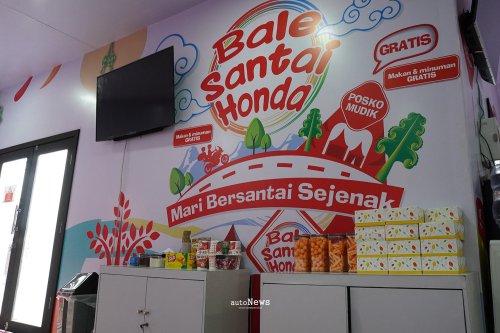 Bale
Santai
Honda
GRATIS
Makan & minuman
GRATIS
Makan & minuman
GRATIS
POSKO
MUDIK
Mari Bersantai Sejenak
Bale
Santai
Honda
autoNews